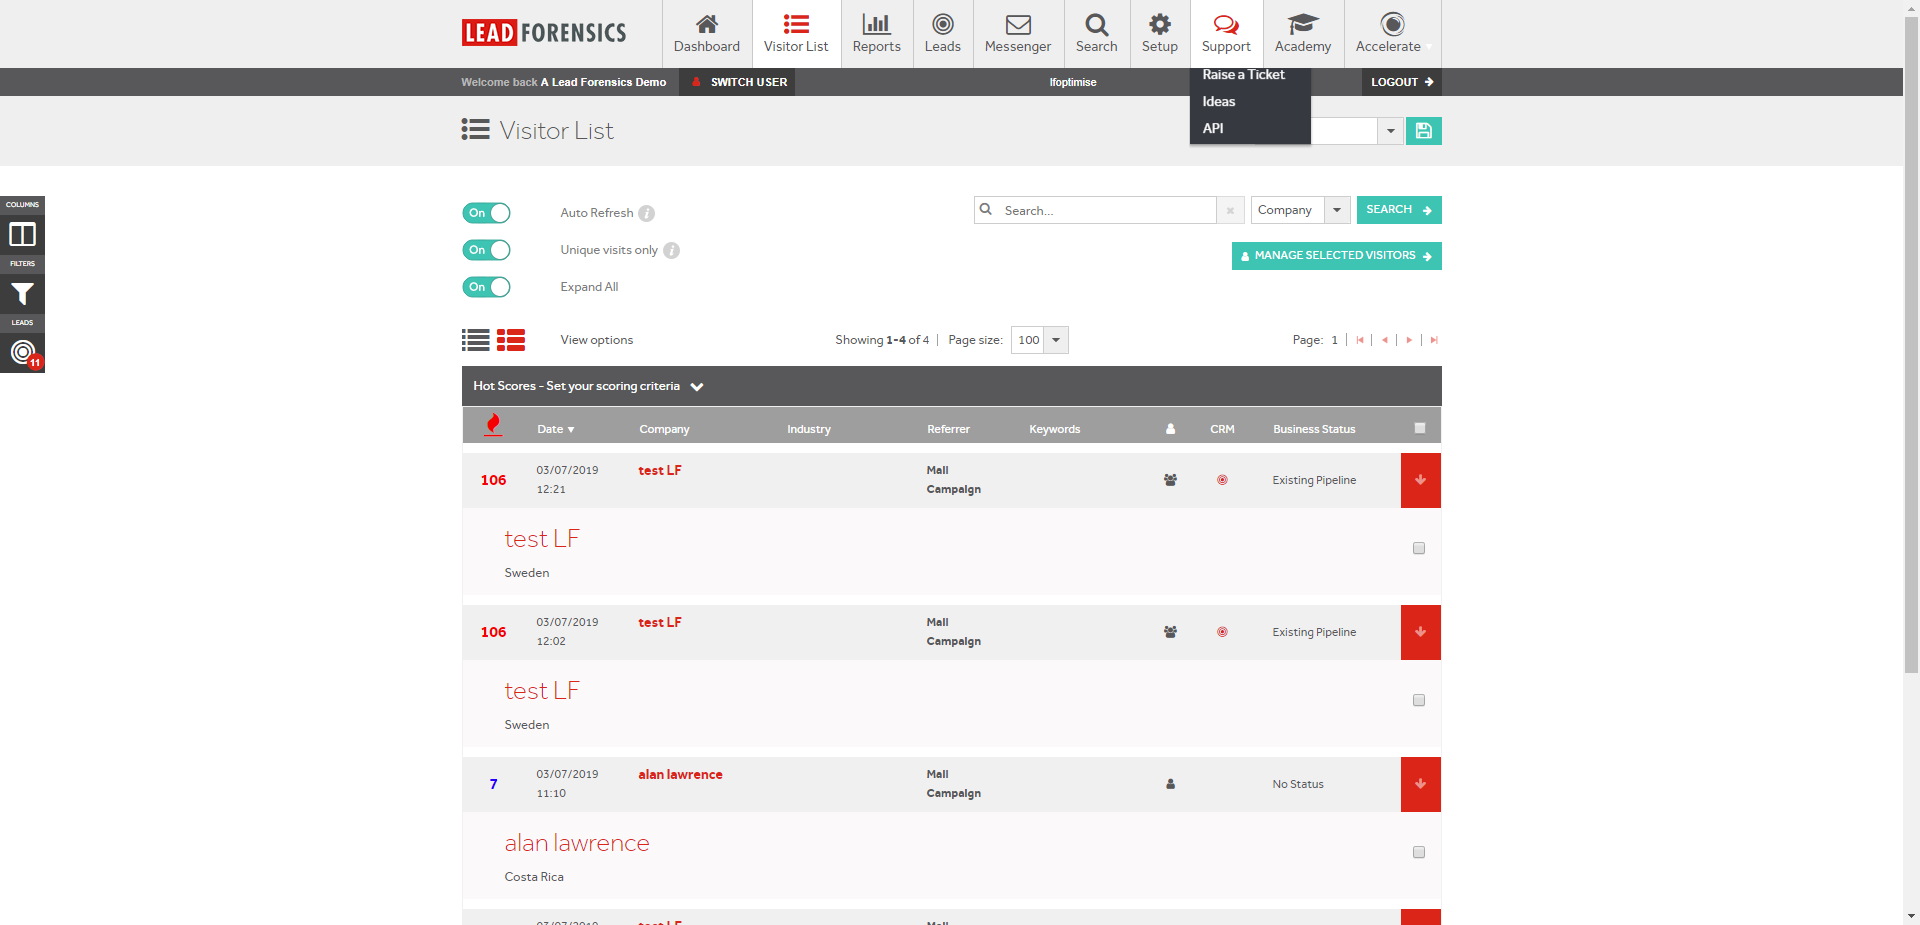 LEAD FORENSICS
Dashboard
Visitor List
Reports
Leads
Messenger
Search
Setup
Support
Academy
Accelerate
Welcome back A Lead Forensics Demo
SWITCH USER
lfoptimise
Raise a Ticket
LOGOUT
Ideas
API
Visitor List
COLUMNS
FILTERS
LEADS
11
On Auto Refresh i
Search...
Company
SEARCH
On Unique visits only i
MANAGE SELECTED VISITORS
On Expand All
View options
Showing 1-4 of 4 | Page size: 100
Page: 1
Hot Scores - Set your scoring criteria
Date Company Industry Referrer Keywords CRM Business Status
106 03/07/2019 test LF Mall Existing Pipeline
12:21 Campaign
test LF
Sweden
106 03/07/2019 test LF Mall Existing Pipeline
12:02 Campaign
test LF
Sweden
7 03/07/2019 alan lawrence Mall No Status
11:10 Campaign
alan lawrence
Costa Rica